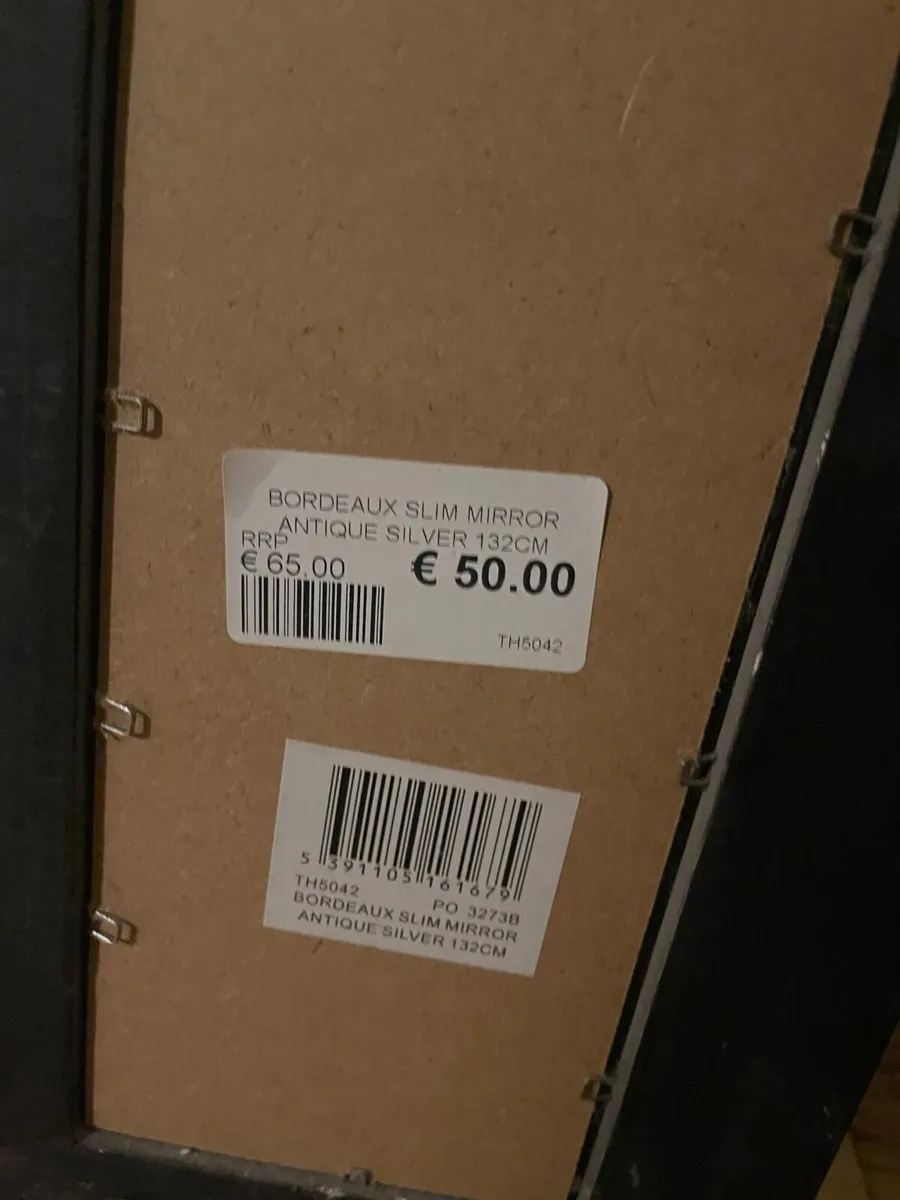 BORDEAUX SLIM MIRROR
ANTIQUE SILVER 132CM
RRP
€ 65.00
€ 50.00
TH5042
5 391105 161679
TH5042
PO 3273B
BORDEAUX SLIM MIRROR
ANTIQUE SILVER 132CM